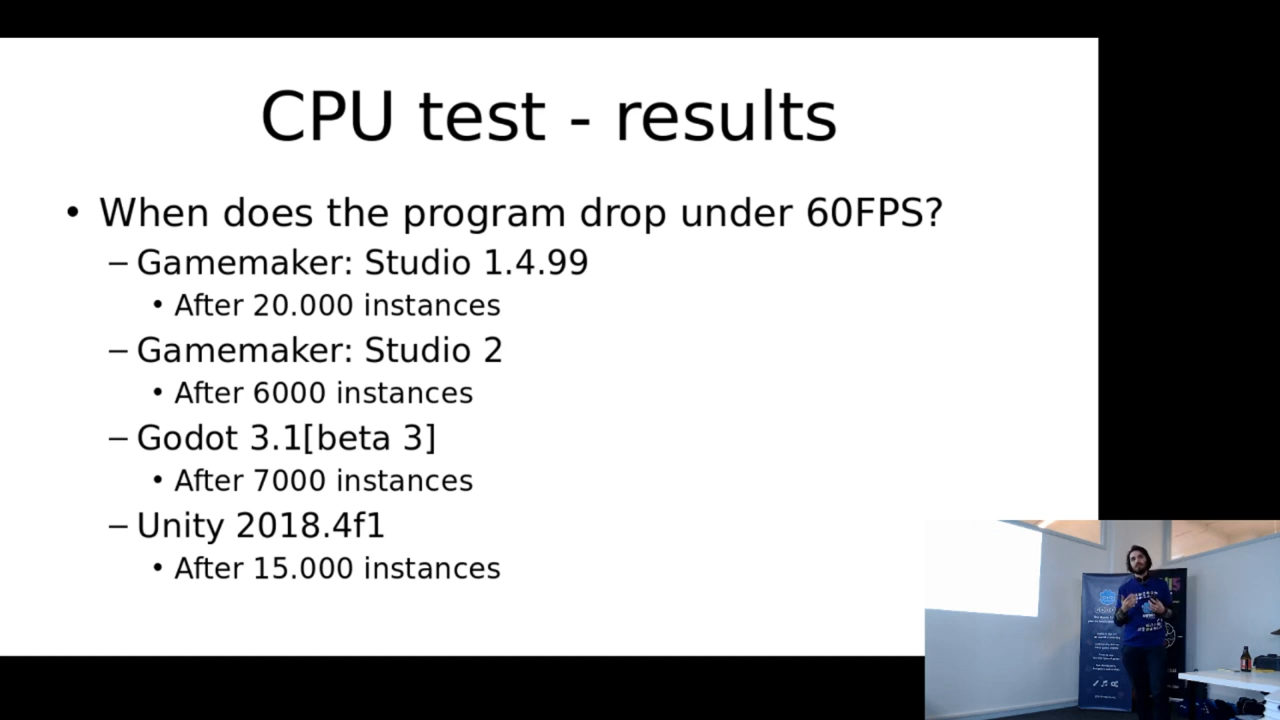 CPU test - results
• When does the program drop under 60FPS?
– Gamemaker: Studio 1.4.99
• After 20.000 instances
– Gamemaker: Studio 2
• After 6000 instances
– Godot 3.1[beta 3]
• After 7000 instances
– Unity 2018.4f1
• After 15.000 instances